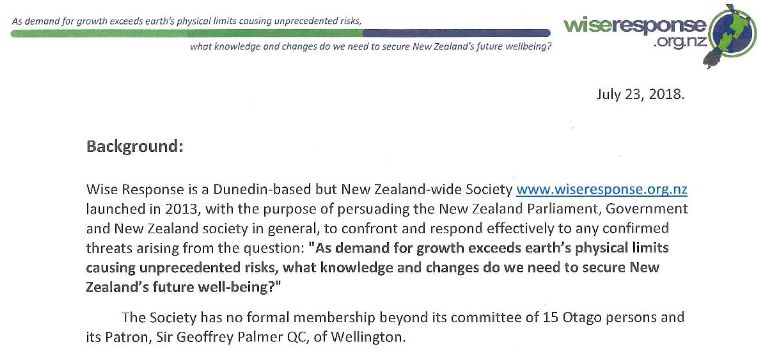 As demand for growth exceeds earth's physical limits causing unprecedented risks,
what knowledge and changes do we need to secure New Zealand's future wellbeing?
wiseresponse
.org.nz
July 23, 2018.
Background:
Wise Response is a Dunedin-based but New Zealand-wide Society www.wiseresponse.org.nz
launched in 2013, with the purpose of persuading the New Zealand Parliament, Government
and New Zealand society in general, to confront and respond effectively to any confirmed
threats arising from the question: "As demand for growth exceeds earth's physical limits
causing unprecedented risks, what knowledge and changes do we need to secure New
Zealand's future well-being?"
The Society has no formal membership beyond its committee of 15 Otago persons and
its Patron, Sir Geoffrey Palmer QC, of Wellington.